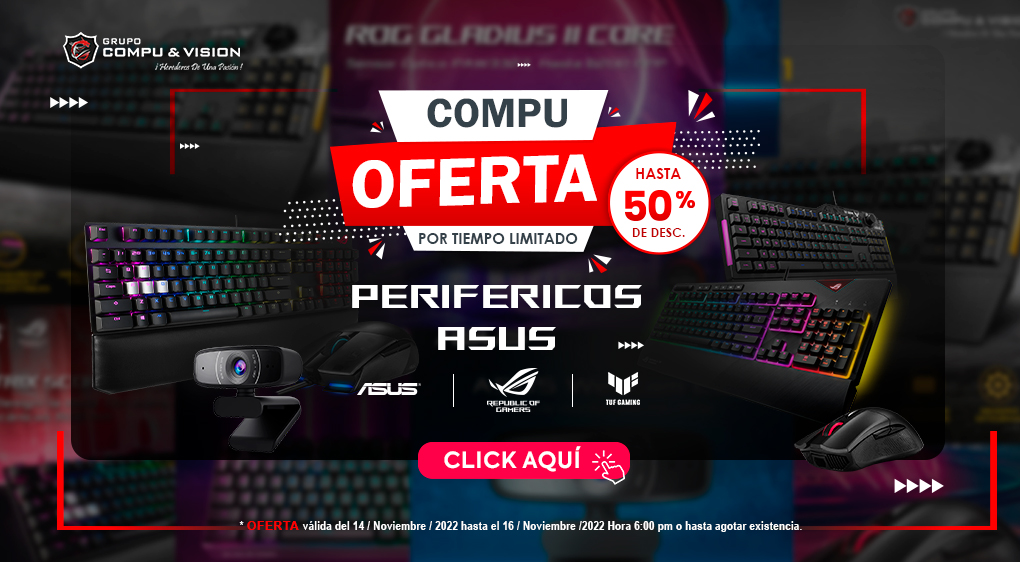 GRUPO
COMPU & VISION
¡Herederos De Una Pasión!
ROG GLADIUS II CORE
COMPU
OFERTA
POR TIEMPO LIMITADO
HASTA
50%
DE DESC.
PERIFERICOS
ASUS
ASUS
REPUBLIC OF
GAMERS
TUF GAMING
CLICK AQUÍ
* OFERTA válida del 14 / Noviembre / 2022 hasta el 16 / Noviembre /2022 Hora 6:00 pm o hasta agotar existencia.